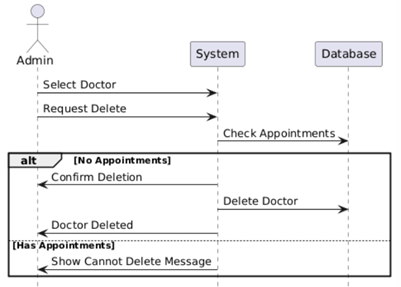 Admin
System
Database
Select Doctor
Request Delete
Check Appointments
alt [No Appointments]
Confirm Deletion
Delete Doctor
Doctor Deleted
[Has Appointments]
Show Cannot Delete Message